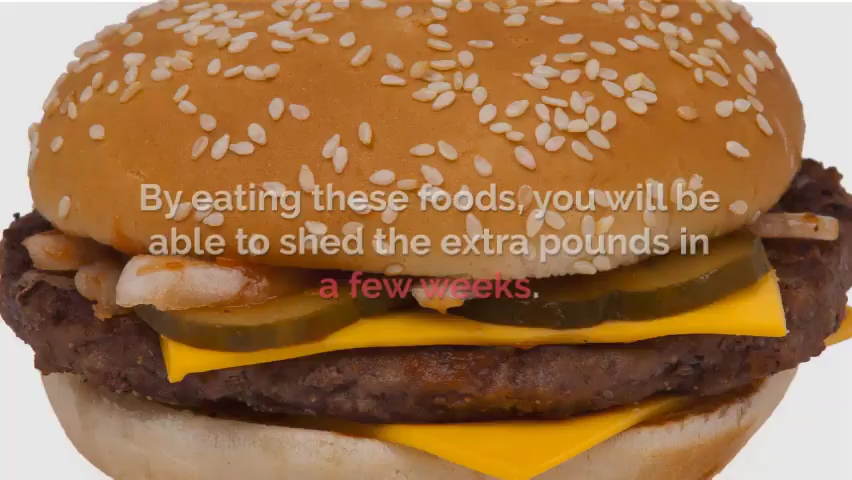 By eating these foods, you will be
able to shed the extra pounds in
a few weeks.